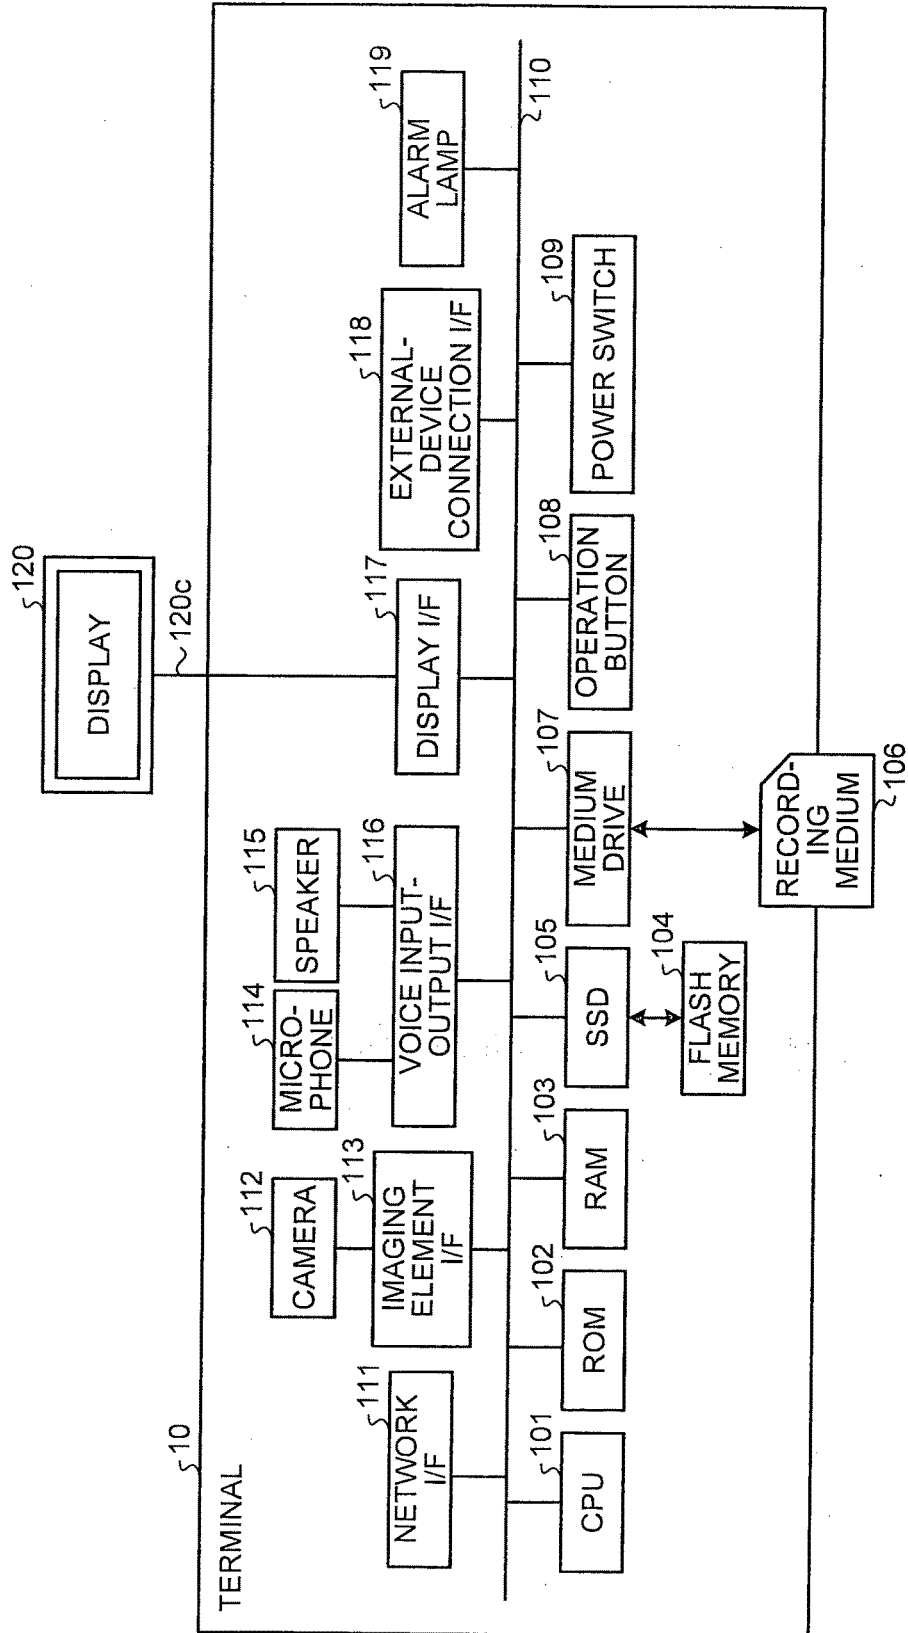 120
DISPLAY
120c
10
TERMINAL
111
NETWORK
I/F
112
CAMERA
113
IMAGING
ELEMENT
I/F
114
MICRO-
PHONE
115
SPEAKER
116
VOICE INPUT-
OUTPUT I/F
117
DISPLAY I/F
118
EXTERNAL-
DEVICE
CONNECTION I/F
119
ALARM
LAMP
110
101
CPU
102
ROM
103
RAM
105
SSD
104
FLASH
MEMORY
107
MEDIUM
DRIVE
RECORD-
ING
MEDIUM
106
108
OPERATION
BUTTON
109
POWER SWITCH